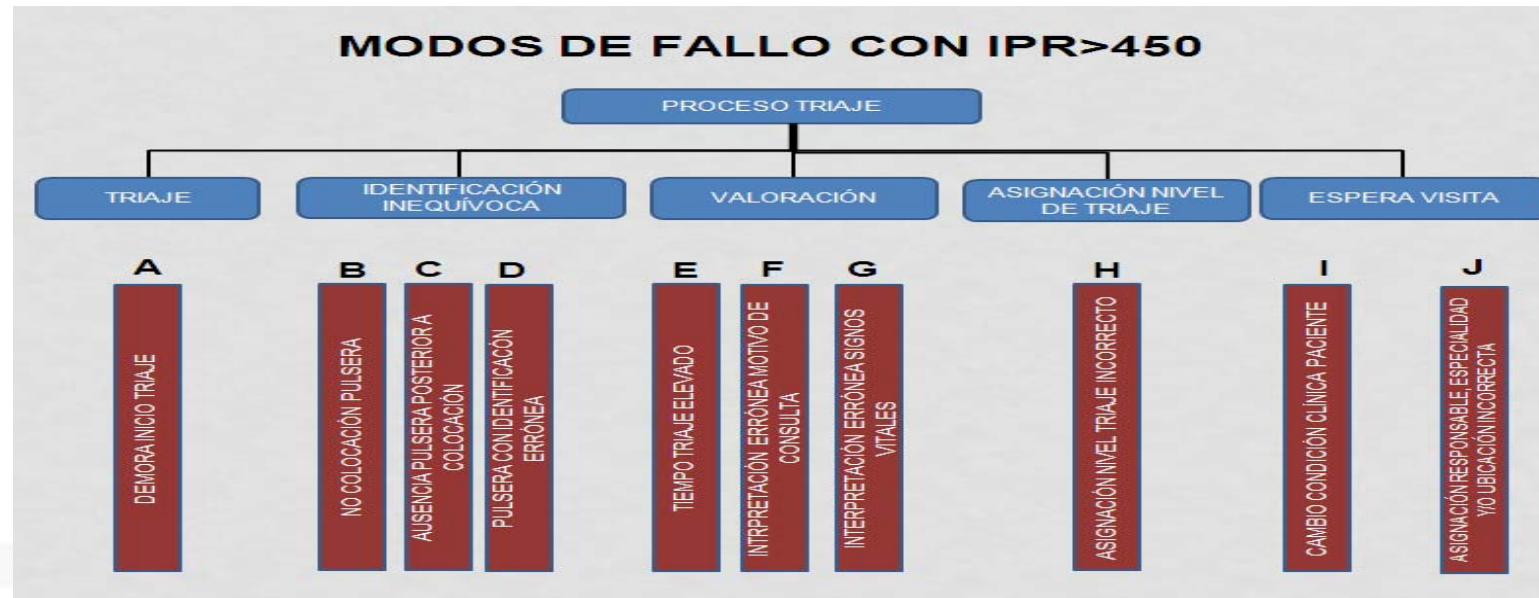 MODOS DE FALLO CON IPR>450
PROCESO TRIAJE
TRIAJE
IDENTIFICACIÓN
INEQUÍVOCA
VALORACIÓN
ASIGNACIÓN NIVEL
DE TRIAJE
ESPERA VISITA
A
B
C
D
E
F
G
H
I
J
DEMORA INICIO TRIAJE
NO COLOCACIÓN PULSERA
AUSENCIA PULSERA POSTERIOR A
COLOCACIÓN
PULSERA CON IDENTIFICACÓN
ERRÓNEA
TIEMPO TRIAJE ELEVADO
INTRPRETACIÓN ERRÓNEA MOTIVO DE
CONSULTA
INTERPRETACIÓN ERRÓNEA SIGNOS
VITALES
ASIGNACIÓN NIVEL TRIAJE INCORRECTO
CAMBIO CONDICIÓN CLÍNICA PACIENTE
ASIGNACIÓN RESPONSABLE, ESPECIALIDAD
Y/O UBICACIÓN INCORRECTA